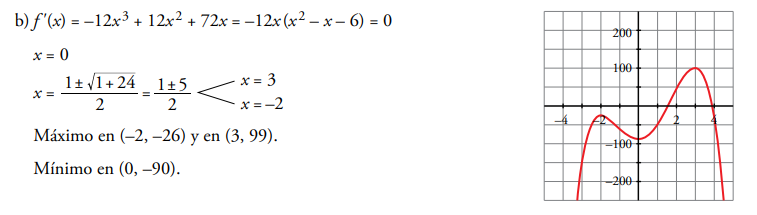 b) f'(x) = –12x³ + 12x² + 72x = –12x(x² – x – 6) = 0
x = 0
x = (1 ± √(1 + 24))/2 = (1 ± 5)/2 < x = 3
x = –2
Máximo en (–2, –26) y en (3, 99).
Mínimo en (0, –90).
200
100
–4 –2 2 4
–100
–200